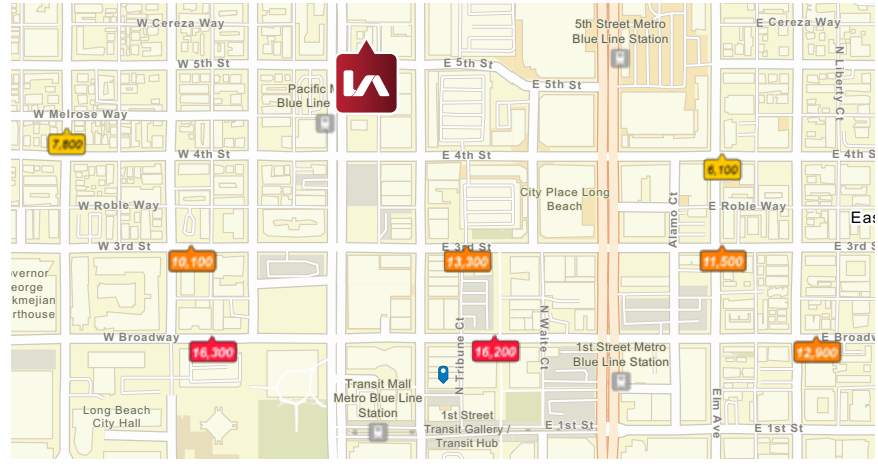 W Cereza Way
5th Street Metro
Blue Line Station
E Cereza Way
W 5th St
E 5th St
E 5th St
N Liberty Ct
Pacific M
Blue Line
W Melrose Way
7,800
W 4th St
E 4th St
E 4th S
6,100
City Place Long
Beach
W Roble Way
Alamo Ct
E Roble Way
Eas
W 3rd St
E 3rd St
E 3rd S
10,100
13,300
11,500
vernor
eorge
kmejian
rthouse
N Tribune Ct
N Waite Ct
W Broadway
E Broadw
16,300
16,200
1st Street Metro
Blue Line Station
12,900
Transit Mall
Metro Blue Line
Station
Long Beach
City Hall
1st Street
Transit Gallery /
Transit Hub
E 1st St
Elm Ave
E 1st St